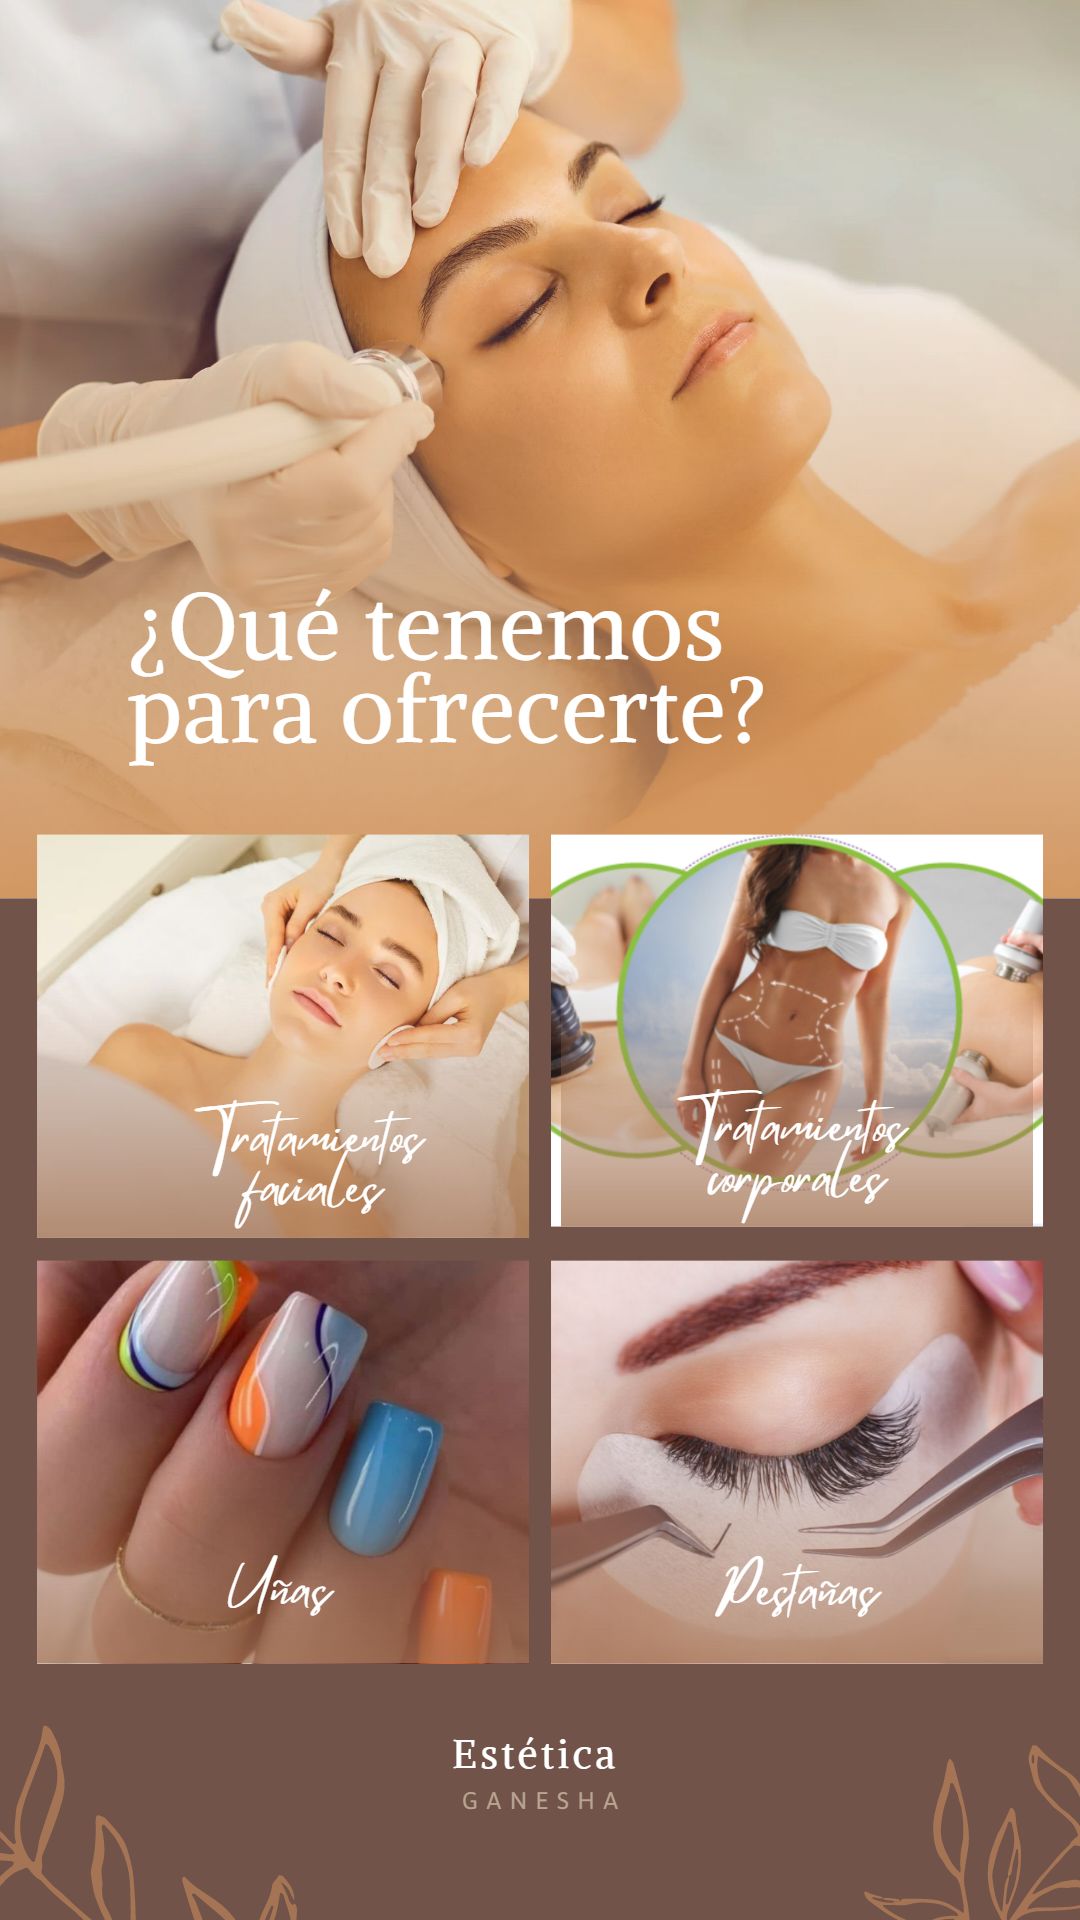 ¿Qué tenemos
para ofrecerte?
Tratamientos
faciales
Tratamientos
corporales
Uñas
Pestañas
Estética
GANESHA